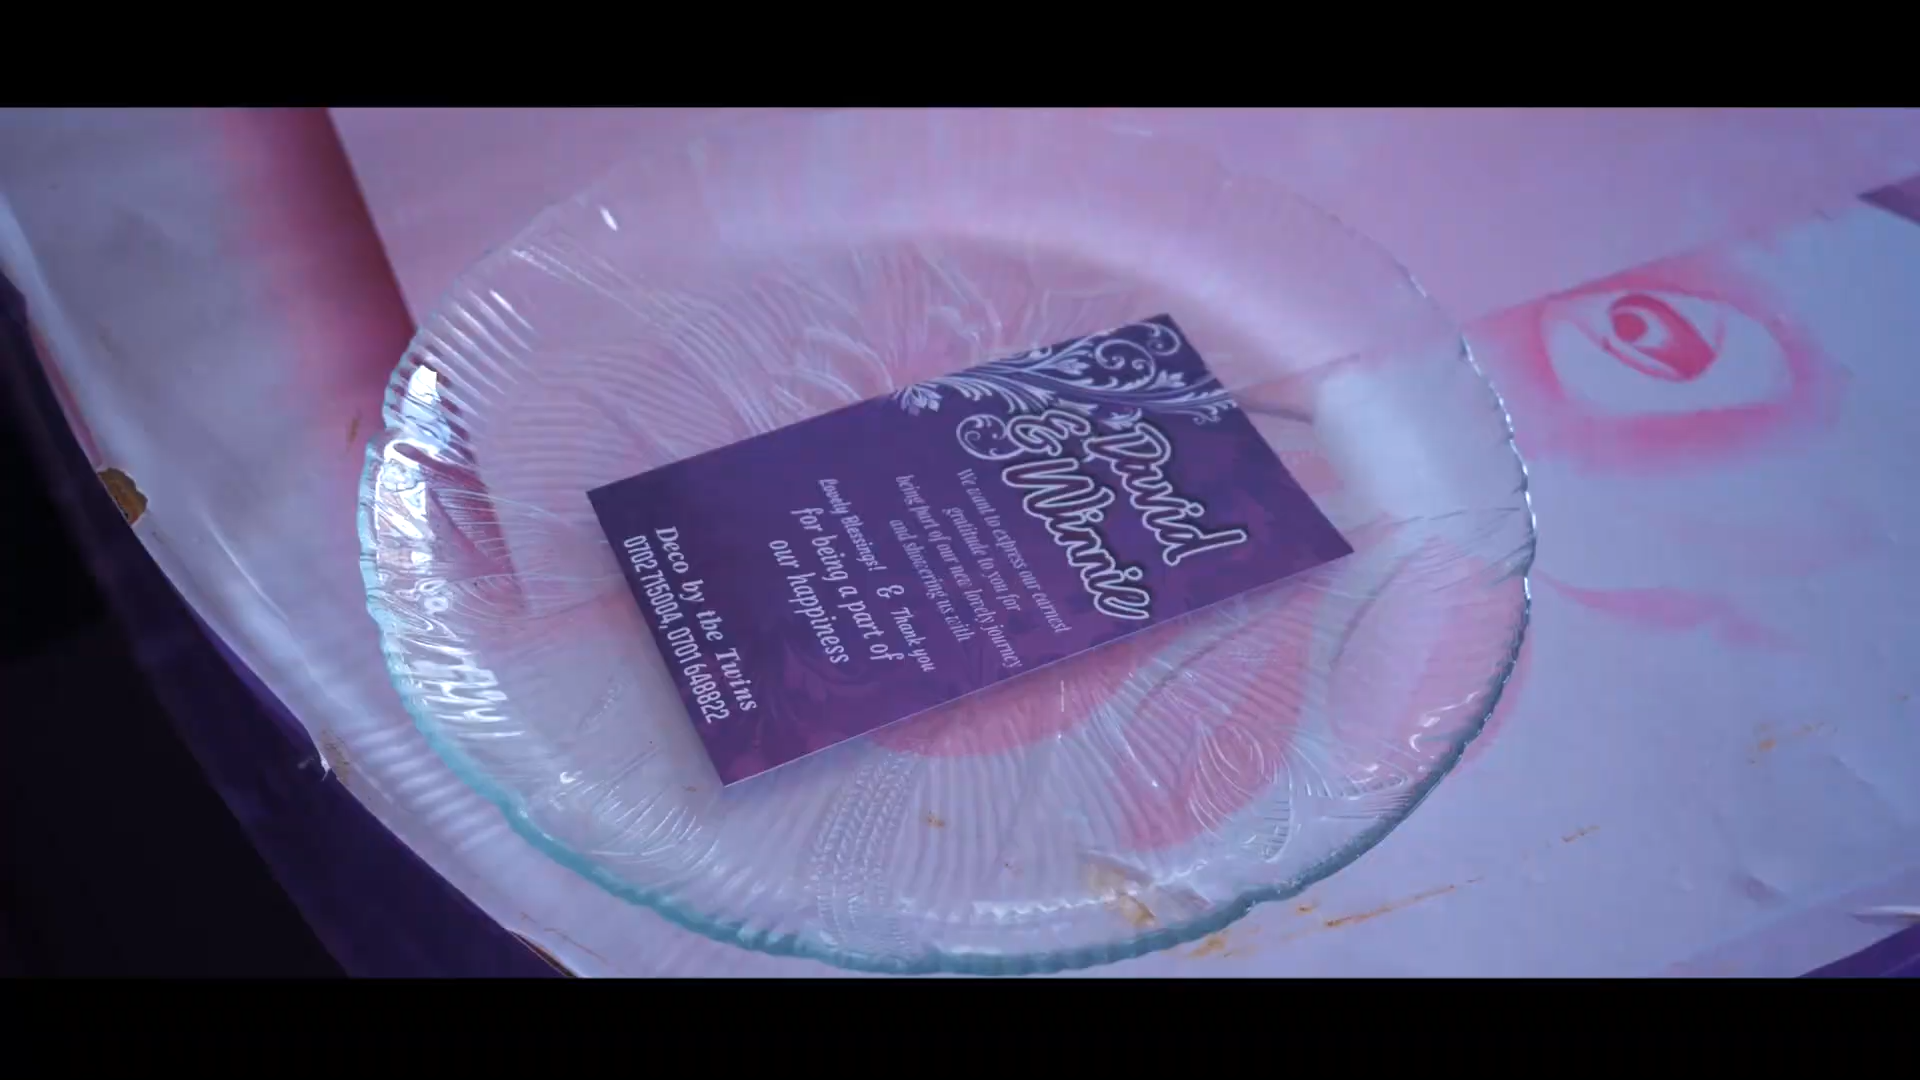 David
& Winnie
We want to express our earnest
gratitude to you for
being part of our new lovely journey
and showering us with
Lovely Blessings! & Thank you
for being a part of
our happiness
Deco by the Twins
0702 715004, 0701 648822